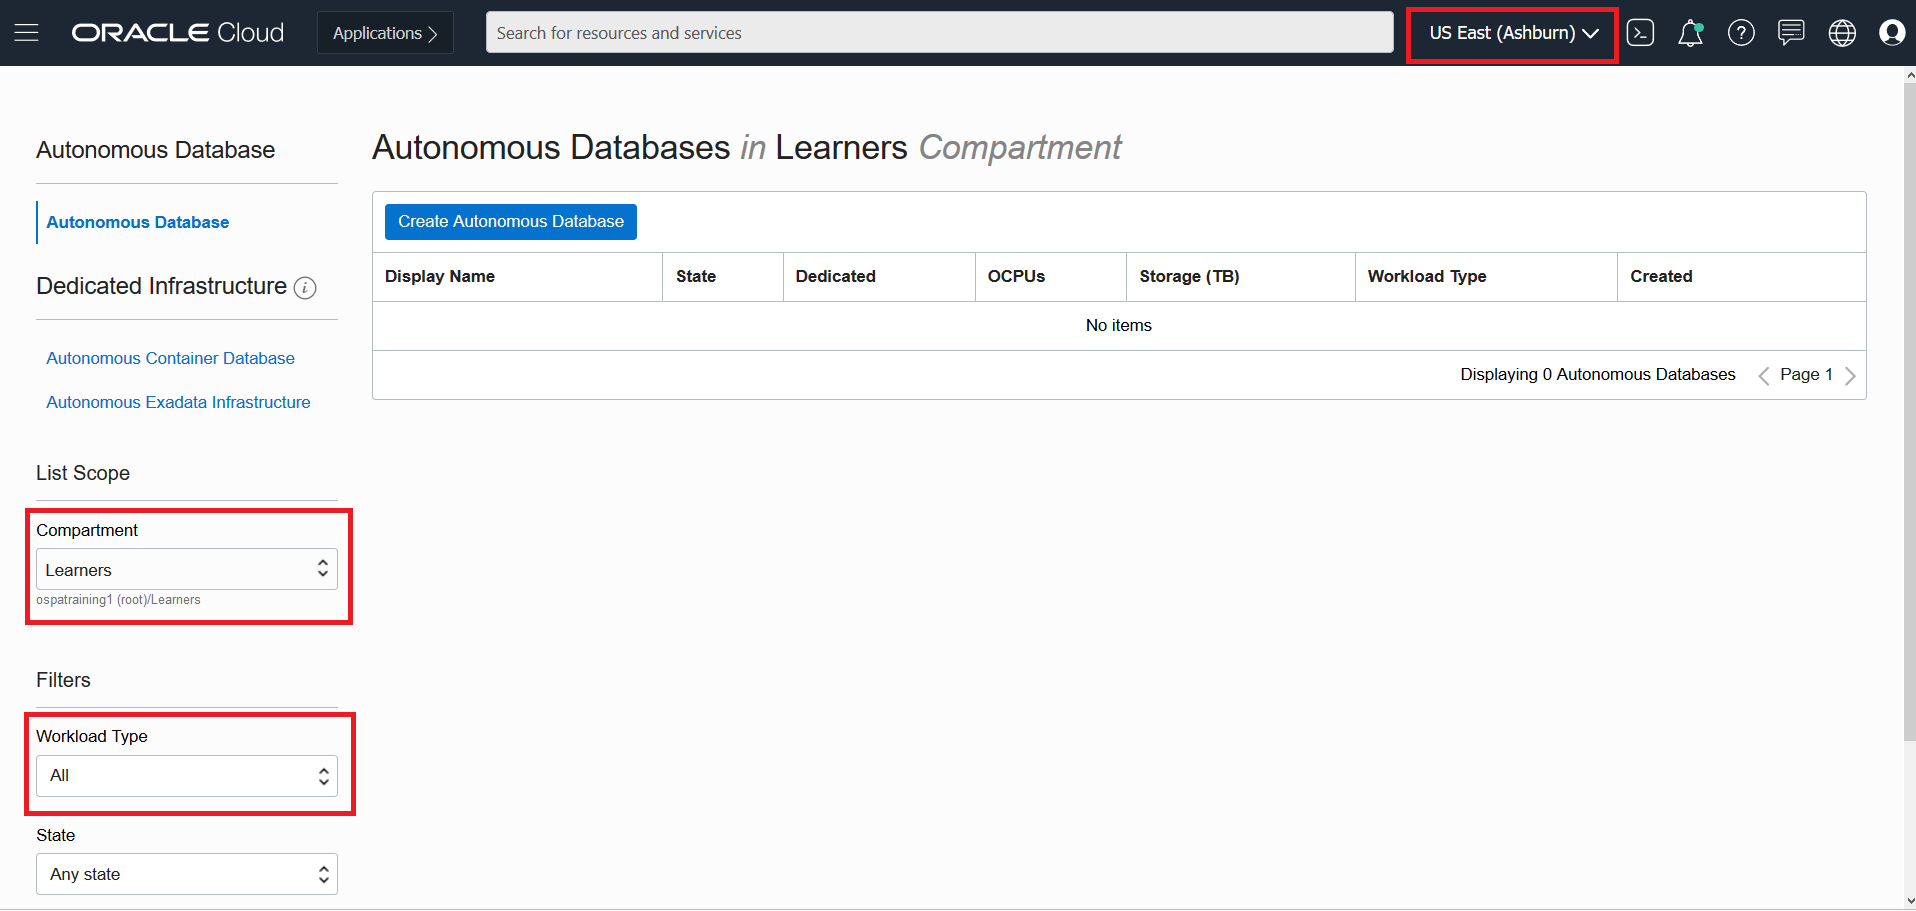 ORACLE Cloud
Applications
Search for resources and services
US East (Ashburn)
Autonomous Database
Autonomous Database
Dedicated Infrastructure
Autonomous Container Database
Autonomous Exadata Infrastructure
List Scope
Compartment
Learners
ospatraining1 (root)/Learners
Filters
Workload Type
All
State
Any state
Autonomous Databases in Learners Compartment
Create Autonomous Database
Display Name State Dedicated OCPUs Storage (TB) Workload Type Created
No items
Displaying 0 Autonomous Databases Page 1